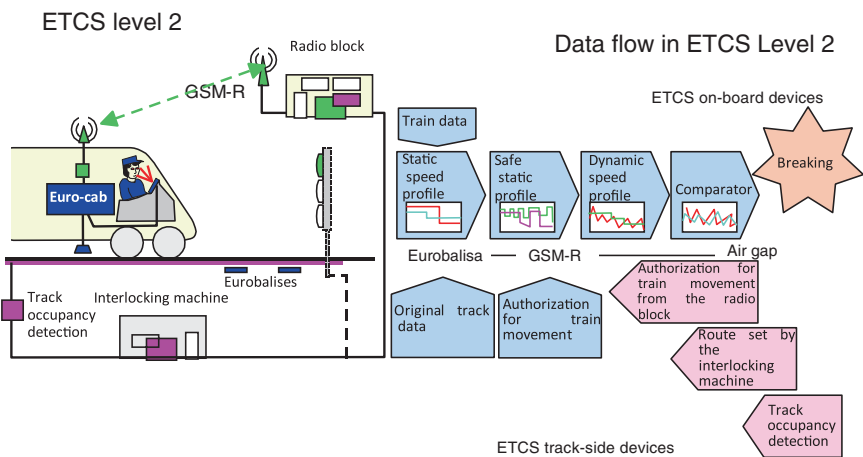 ETCS level 2
Radio block
GSM-R
Euro-cab
Eurobalises
Track
occupancy
detection
Interlocking machine
Data flow in ETCS Level 2
ETCS on-board devices
Train data
Static
speed
profile
Safe
static
profile
Dynamic
speed
profile
Comparator
Breaking
Eurobalisa
GSM-R
Air gap
Original track
data
Authorization
for train
movement
Authorization for
train movement
from the radio
block
Route set by
the
interlocking
machine
Track
occupancy
detection
ETCS track-side devices